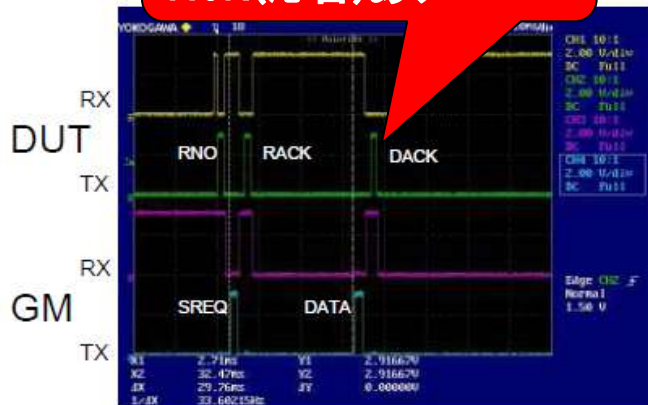 YOKOGAWA
CH1 10:1
2.00 V/div
DC Full
CH2 10:1
2.00 V/div
DC Full
CH3 10:1
2.00 V/div
DC Full
CH4 10:1
2.00 V/div
DC Full
RX
DUT
RNO RACK DACK
TX
RX
Edge CH2
Normal
1.50 V
GM
SREQ DATA
TX
X1 2.71ms Y1 2.91667V
X2 32.47ms Y2 2.91667V
ΔX 29.76ms ΔY 0.00000V
1/ΔX 33.60215Hz